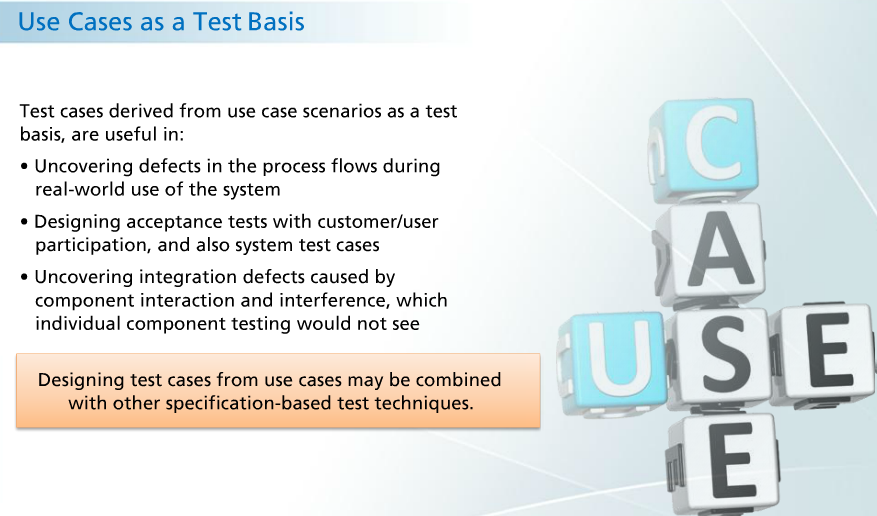 Use Cases as a Test Basis
Test cases derived from use case scenarios as a test
basis, are useful in:
• Uncovering defects in the process flows during
real-world use of the system
• Designing acceptance tests with customer/user
participation, and also system test cases
• Uncovering integration defects caused by
component interaction and interference, which
individual component testing would not see
Designing test cases from use cases may be combined
with other specification-based test techniques.
C
A
U S E
E